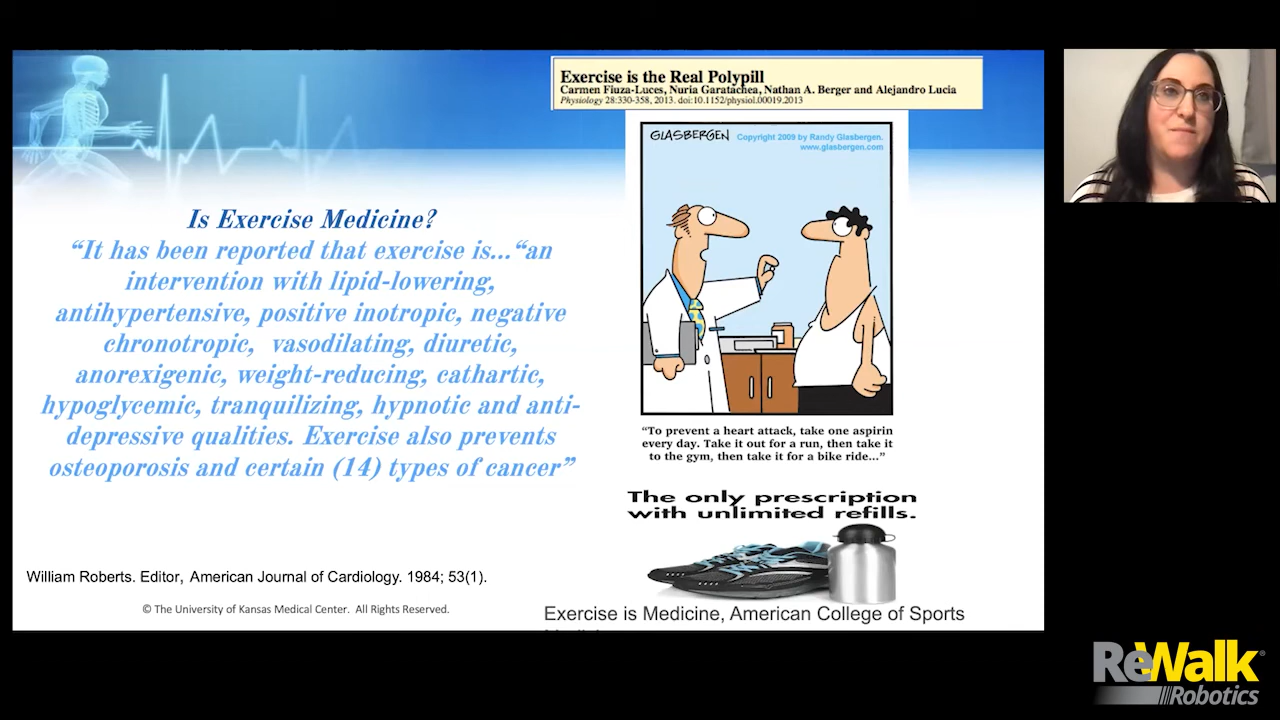 Exercise is the Real Polypill
Carmen Fiuza-Luces, Nuria Garatachea, Nathan A. Berger and Alejandro Lucia
Physiology 28:330-358, 2013. doi:10.1152/physiol.00019.2013
GLASBERGEN
Copyright 2009 by Randy Glasbergen.
www.glasbergen.com
Is Exercise Medicine?
“It has been reported that exercise is...“an
intervention with lipid-lowering,
antihypertensive, positive inotropic, negative
chronotropic, vasodilating, diuretic,
anorexigenic, weight-reducing, cathartic,
hypoglycemic, tranquilizing, hypnotic and anti-
depressive qualities. Exercise also prevents
osteoporosis and certain (14) types of cancer”
“To prevent a heart attack, take one aspirin
every day. Take it out for a run, then take it
to the gym, then take it for a bike ride...”
The only prescription
with unlimited refills.
William Roberts. Editor, American Journal of Cardiology. 1984; 53(1).
© The University of Kansas Medical Center. All Rights Reserved.
Exercise is Medicine, American College of Sports
ReWalk®
Robotics